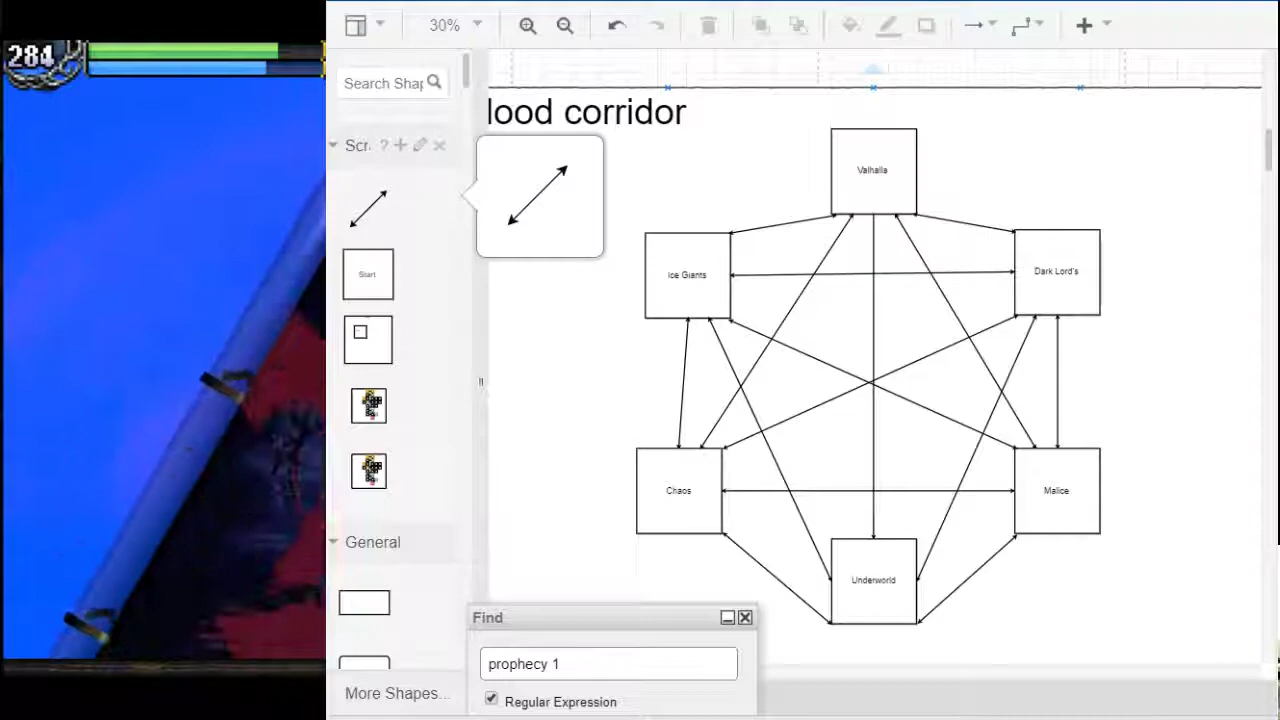 284
30%
Search Shap
lood corridor
Scr. ?
Valhalla
Ice Giants
Dark Lord's
Start
Chaos
Malice
General
Underworld
Find
prophecy 1
More Shapes...
Regular Expression